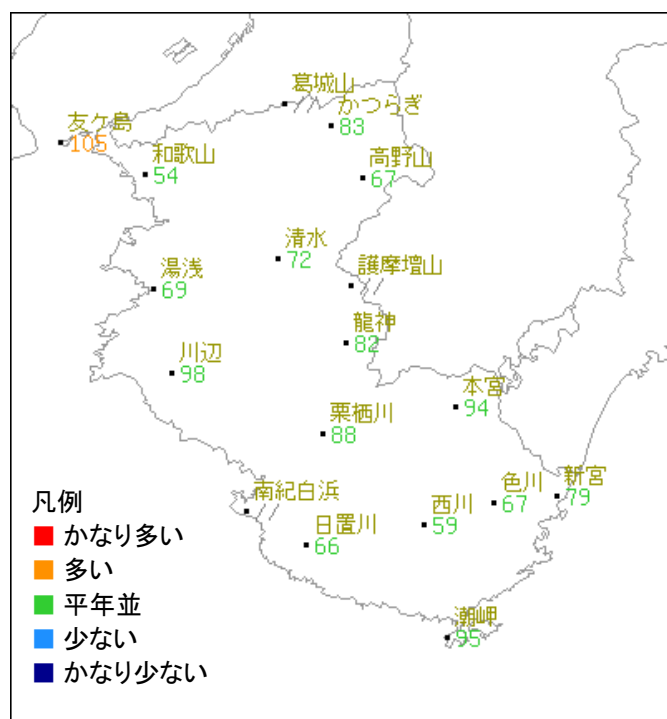 葛城山
かつらぎ
83
友ケ島
105
和歌山
54
高野山
67
清水
72
護摩壇山
湯浅
69
龍神
82
川辺
98
本宮
94
栗栖川
88
南紀白浜
日置川
66
西川
59
色川
67
新宮
79
潮岬
95
凡例
かなり多い
多い
平年並
少ない
かなり少ない